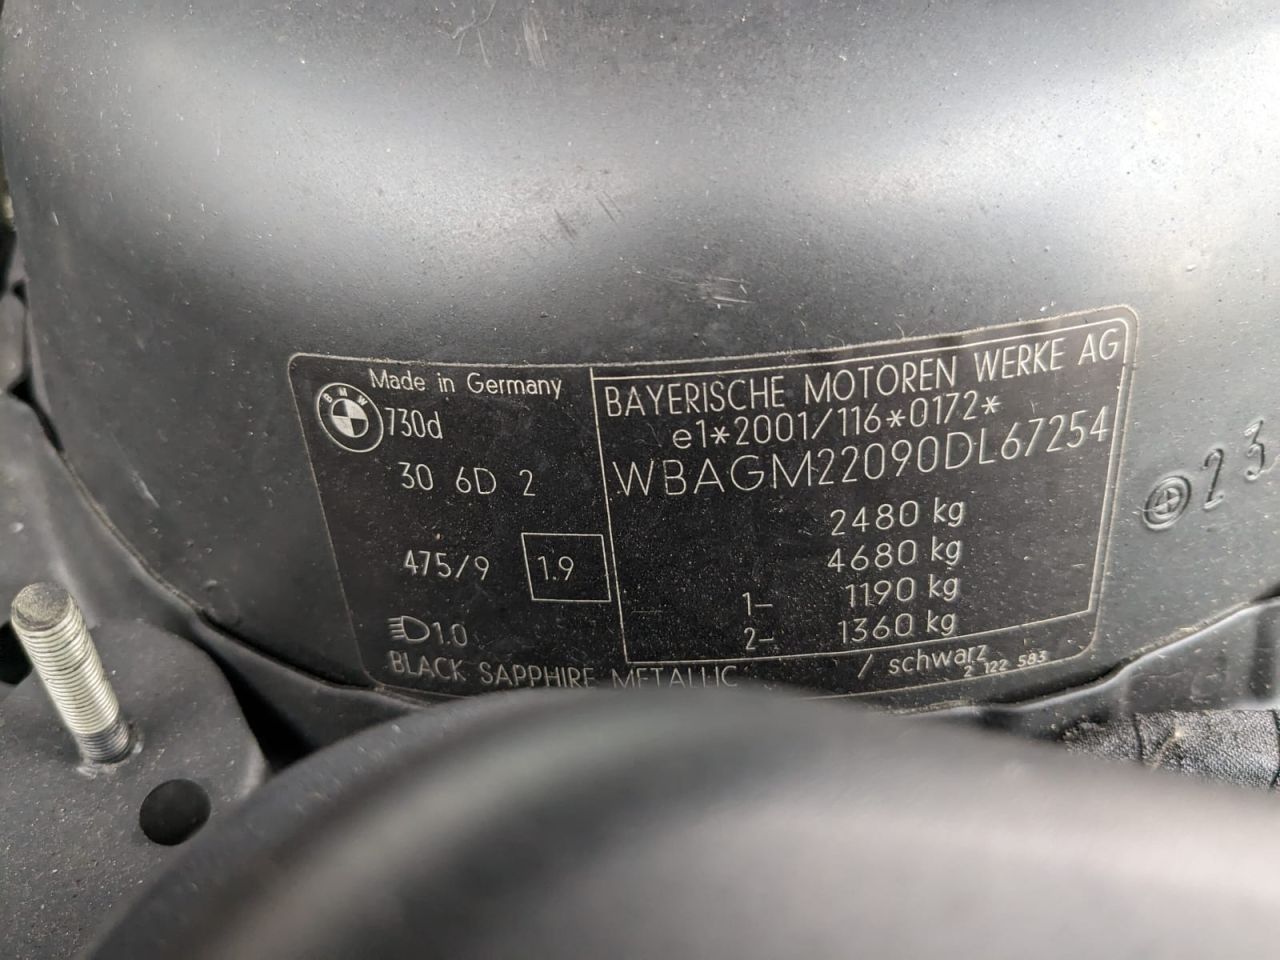 Made in Germany
BMW
730d
30 6D 2
475/9
1.9
1.0
BLACK SAPPHIRE METALLIC / schwarz
2 122 583
BAYERISCHE MOTOREN WERKE AG
e1*2001/116*0172*
WBAGM22090DL67254
2480 kg
4680 kg
1– 1190 kg
2– 1360 kg
23